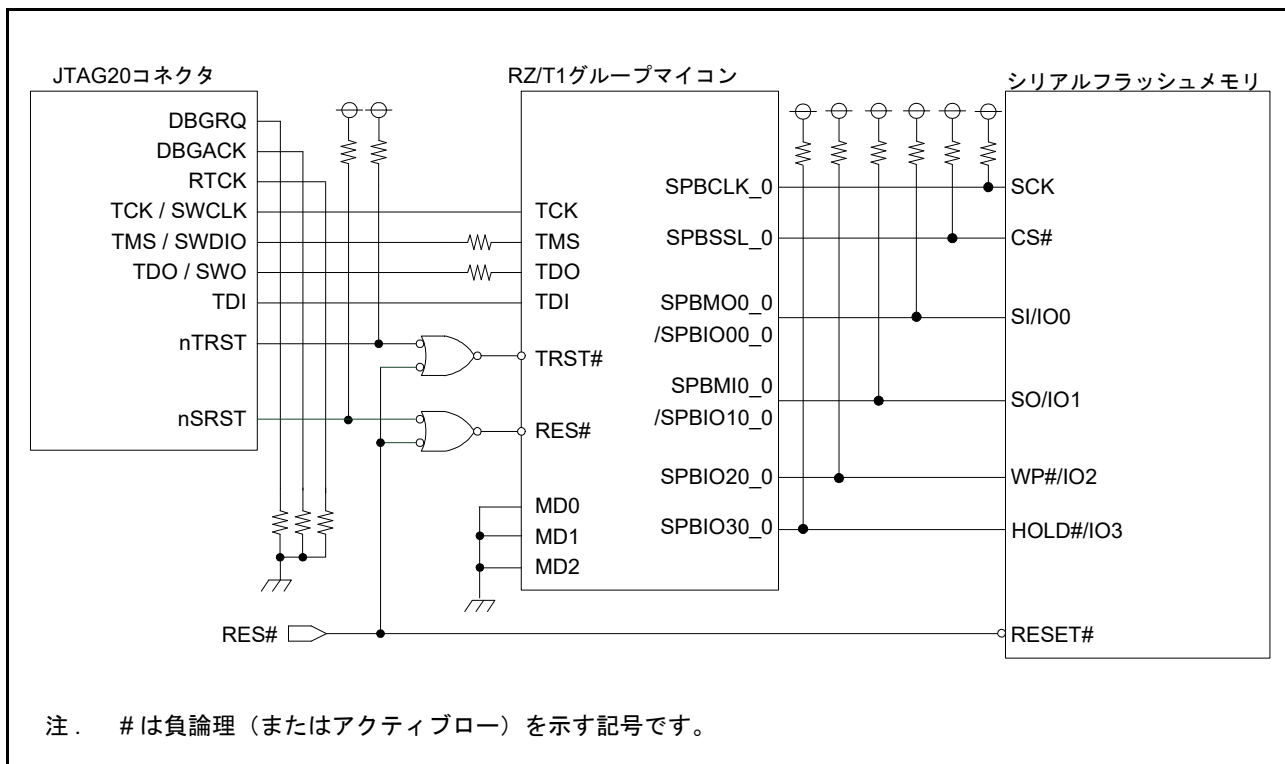 JTAG20コネクタ
DBGRQ
DBGACK
RTCK
TCK / SWCLK
TMS / SWDIO
TDO / SWO
TDI
nTRST
nSRST
RZ/T1グループマイコン
TCK
TMS
TDO
TDI
TRST#
RES#
MD0
MD1
MD2
SPBCLK_0
SPBSSL_0
SPBMO0_0
/SPBIO00_0
SPBMI0_0
/SPBIO10_0
SPBIO20_0
SPBIO30_0
シリアルフラッシュメモリ
SCK
CS#
SI/IO0
SO/IO1
WP#/IO2
HOLD#/IO3
RESET#
RES#
注． # は負論理（またはアクティブロー）を示す記号です。